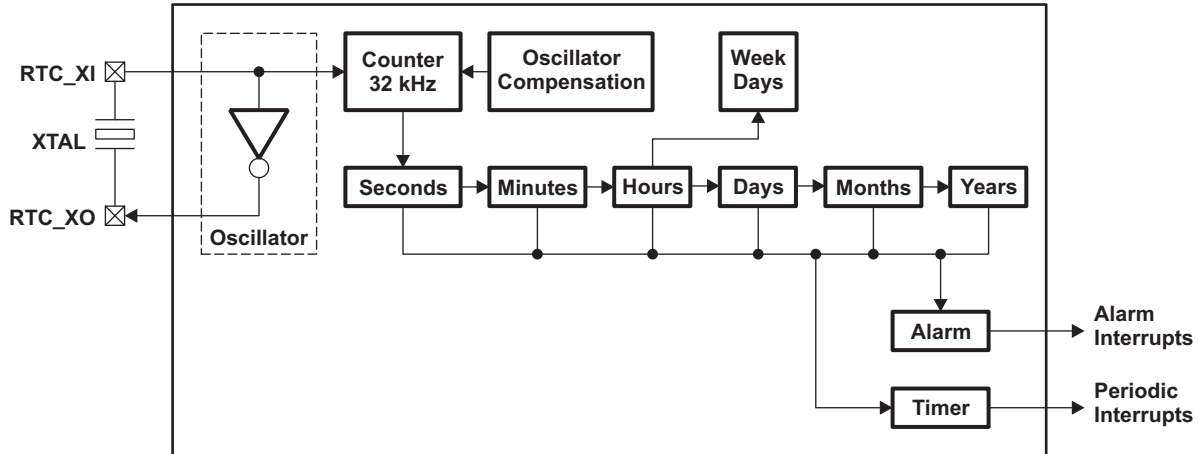 RTC_XI
XTAL
RTC_XO
Oscillator
Counter
32 kHz
Oscillator
Compensation
Week
Days
Seconds
Minutes
Hours
Days
Months
Years
Alarm
Alarm
Interrupts
Timer
Periodic
Interrupts